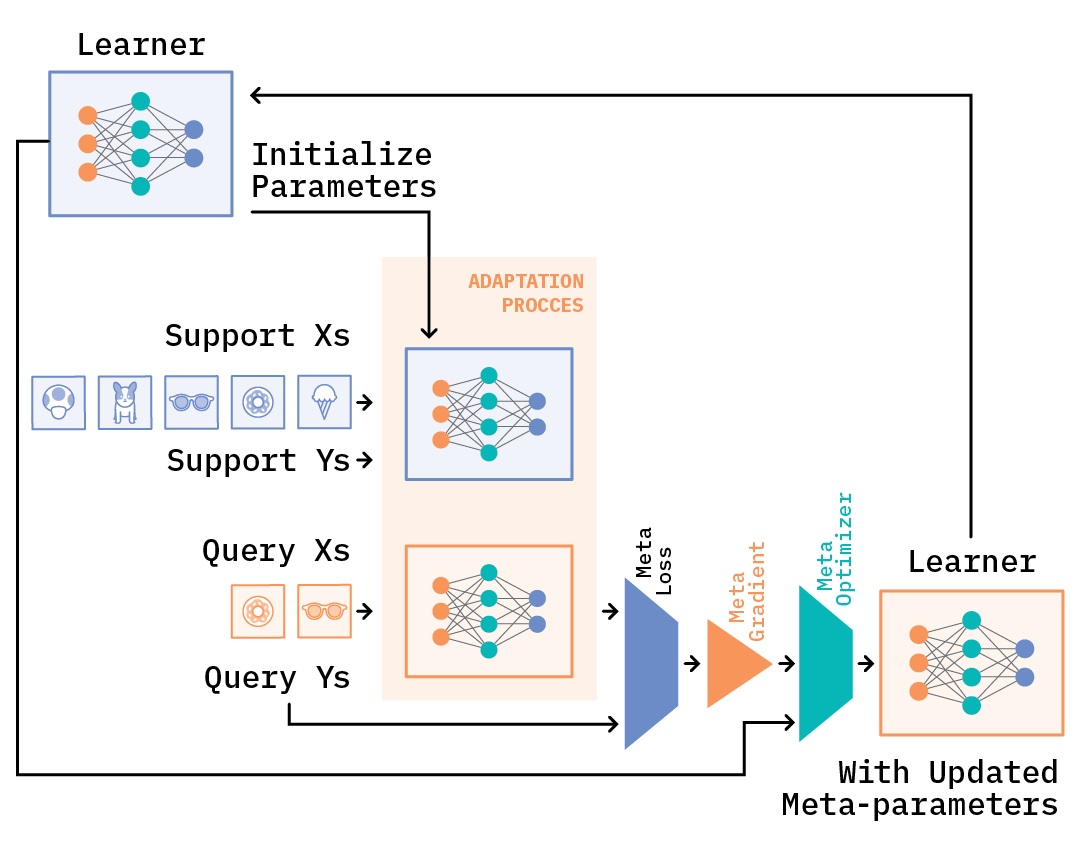 Learner
Initialize
Parameters
ADAPTATION
PROCCES
Support Xs
Support Ys
Query Xs
Query Ys
Meta
Loss
Meta
Gradient
Meta
Optimizer
Learner
With Updated
Meta-parameters